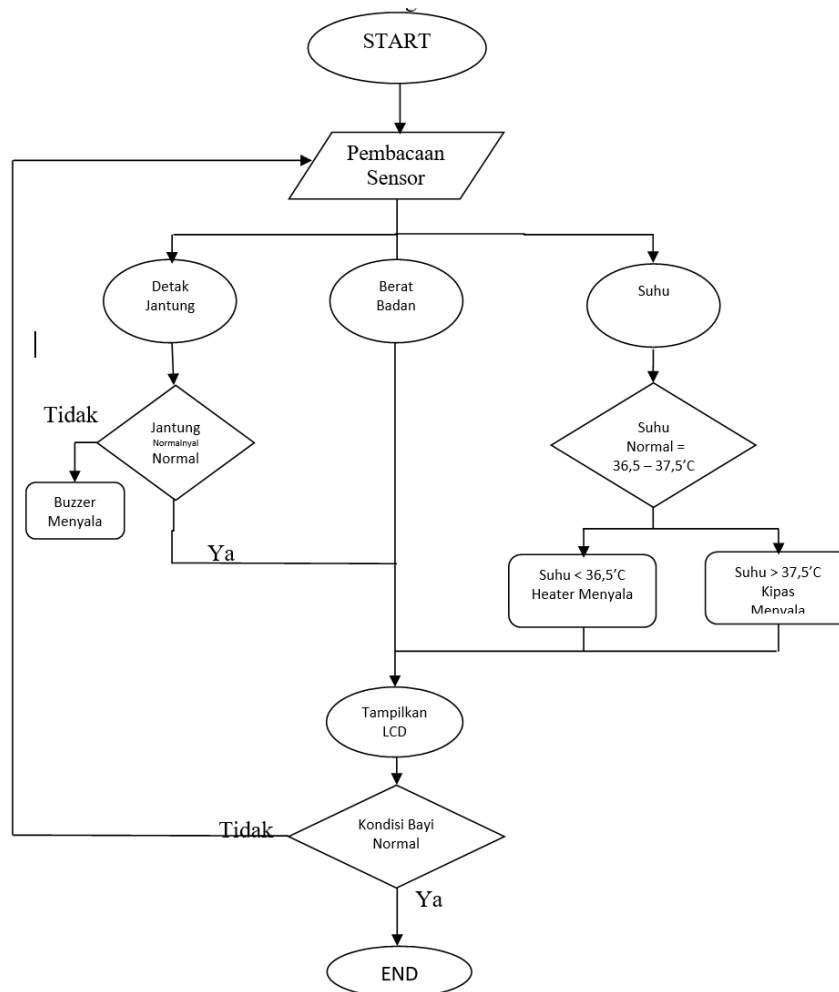 START
Pembacaan
Sensor
Detak
Jantung
Berat
Badan
Suhu
Tidak
Jantung
Normalnyal
Normal
Suhu
Normal =
36,5 – 37,5'C
Buzzer
Menyala
Ya
Suhu < 36,5'C
Heater Menyala
Suhu > 37,5'C
Kipas
Menyala
Tampilkan
LCD
Tidak
Kondisi Bayi
Normal
Ya
END